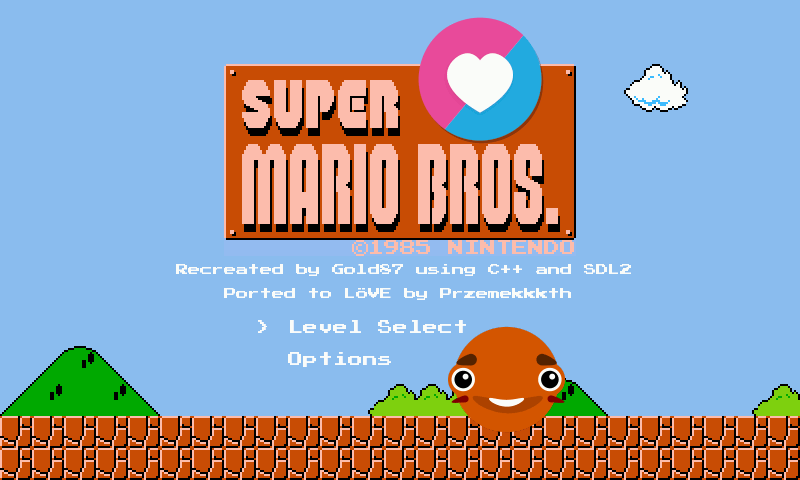 SUPER
MARIO BROS.
©1985 NINTENDO
Recreated by Gold87 using C++ and SDL2
Ported to LöVE by Przemekkkth
> Level Select
Options